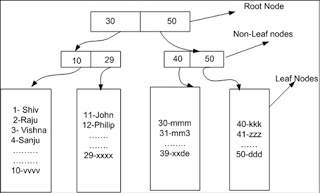 Root Node
30 50
Non-Leaf nodes
10 29
40 50
Leaf Nodes
1- Shiv
2-Raju
3- Vishna
4-Sanju
.........
.........
10-vvvv
11-John
12-Philip
.......
.......
29-xxxx
30-mmm
31-mm3
.......
39-xxde
40-kkk
41-zzz
......
50-ddd